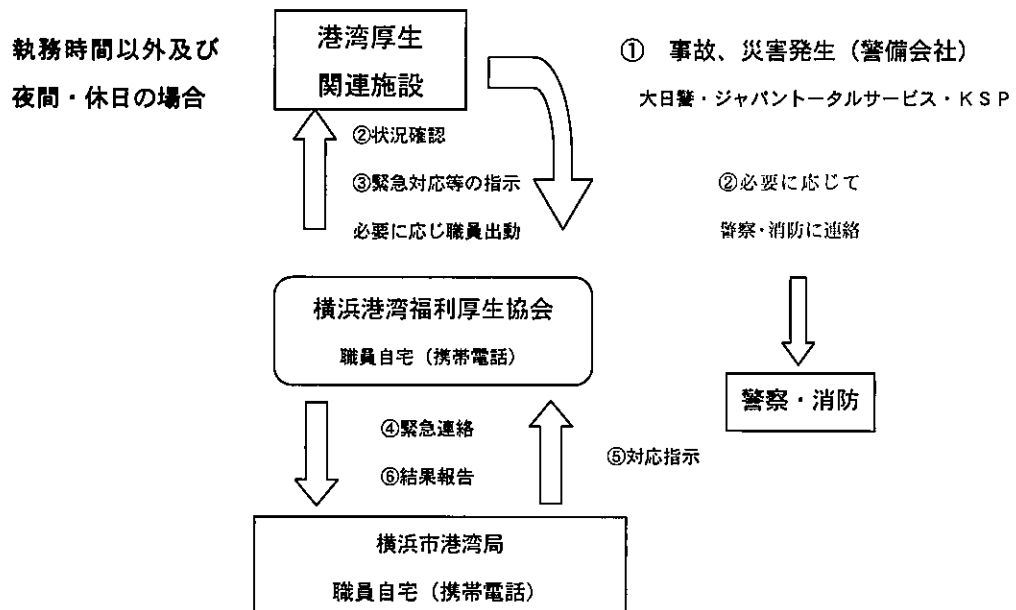 執務時間以外及び
夜間・休日の場合
港湾厚生
関連施設
① 事故、災害発生（警備会社）
大日警・ジャパントータルサービス・ＫＳＰ
②状況確認
③緊急対応等の指示
必要に応じ職員出動
②必要に応じて
警察・消防に連絡
横浜港湾福利厚生協会
職員自宅（携帯電話）
警察・消防
④緊急連絡
⑥結果報告
⑤対応指示
横浜市港湾局
職員自宅（携帯電話）